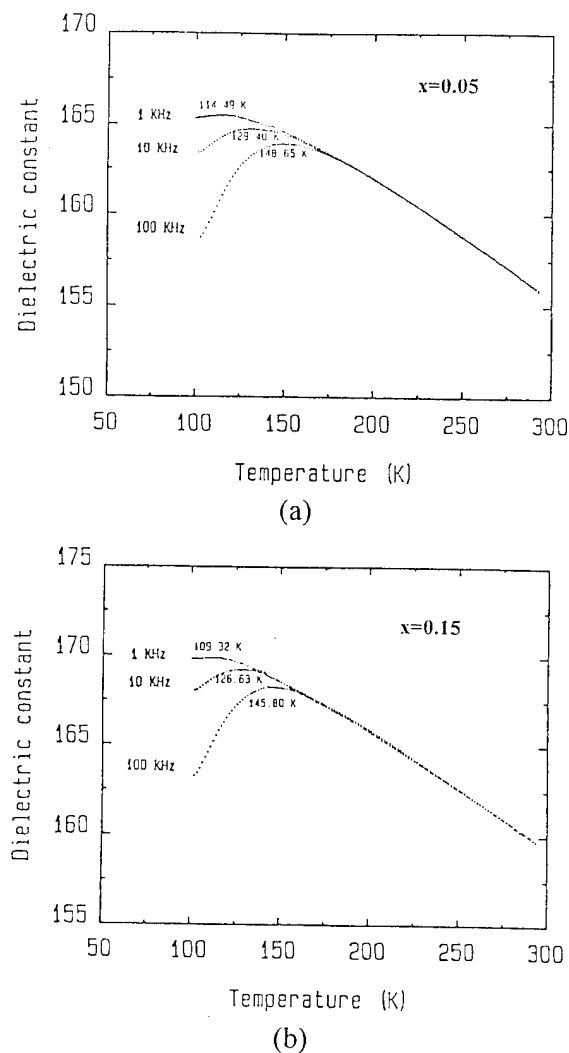 170
165
160
155
150
Dielectric constant
x=0.05
1 KHz
114.49 K
10 KHz
129.40 K
148.65 K
100 KHz
50 100 150 200 250 300
Temperature (K)
(a)
175
170
165
160
155
Dielectric constant
x=0.15
1 KHz
109.32 K
10 KHz
126.63 K
145.80 K
100 KHz
50 100 150 200 250 300
Temperature (K)
(b)